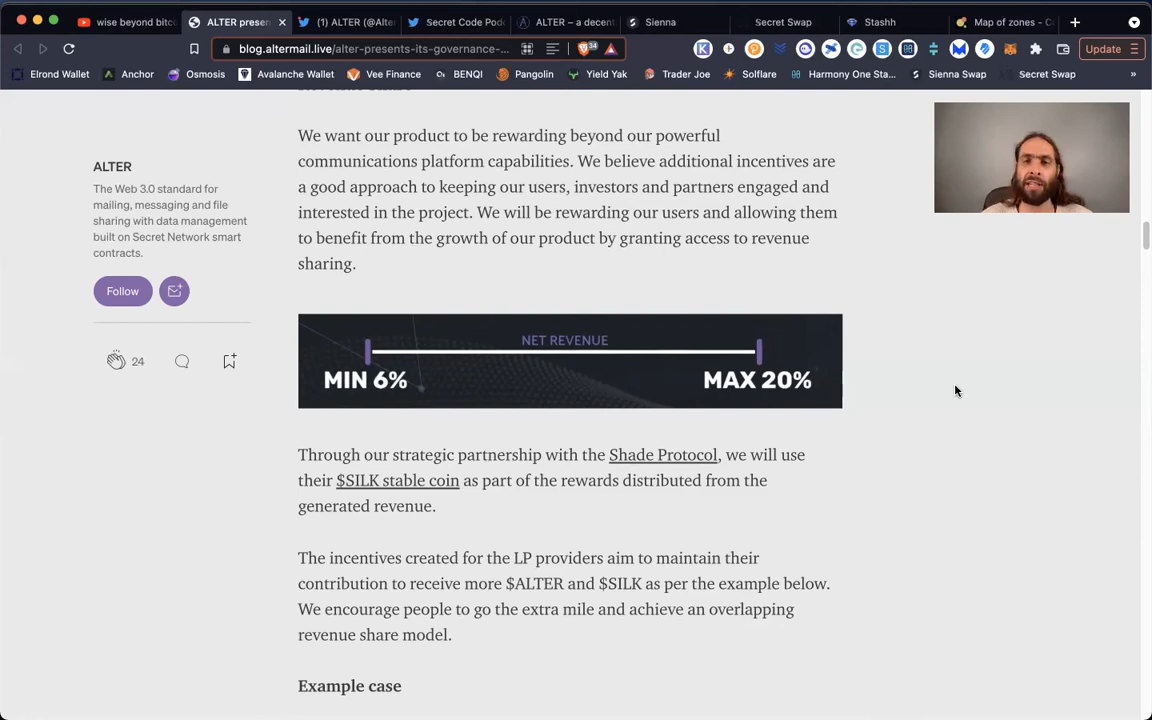 wise beyond bitc
ALTER presen
(1) ALTER (@Alter
Secret Code Pod
ALTER – a decent
Sienna
Secret Swap
Stashh
Map of zones - C
blog.altermail.live/alter-presents-its-governance-...
34
Update
Elrond Wallet
Anchor
Osmosis
Avalanche Wallet
Vee Finance
BENQI
Pangolin
Yield Yak
Trader Joe
Solflare
Harmony One Sta...
Sienna Swap
Secret Swap
»
ALTER
The Web 3.0 standard for
mailing, messaging and file
sharing with data management
built on Secret Network smart
contracts.
Follow
24
We want our product to be rewarding beyond our powerful
communications platform capabilities. We believe additional incentives are
a good approach to keeping our users, investors and partners engaged and
interested in the project. We will be rewarding our users and allowing them
to benefit from the growth of our product by granting access to revenue
sharing.
NET REVENUE
MIN 6%
MAX 20%
Through our strategic partnership with the Shade Protocol, we will use
their $SILK stable coin as part of the rewards distributed from the
generated revenue.
The incentives created for the LP providers aim to maintain their
contribution to receive more $ALTER and $SILK as per the example below.
We encourage people to go the extra mile and achieve an overlapping
revenue share model.
Example case